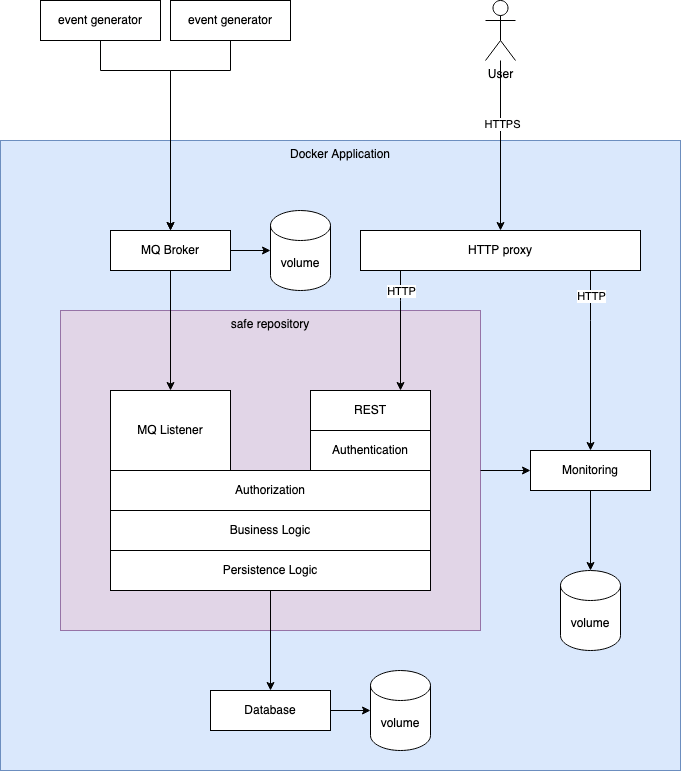 event generator
event generator
User
HTTPS
Docker Application
MQ Broker
volume
HTTP proxy
HTTP
HTTP
safe repository
MQ Listener
REST
Authentication
Authorization
Business Logic
Persistence Logic
Monitoring
volume
Database
volume